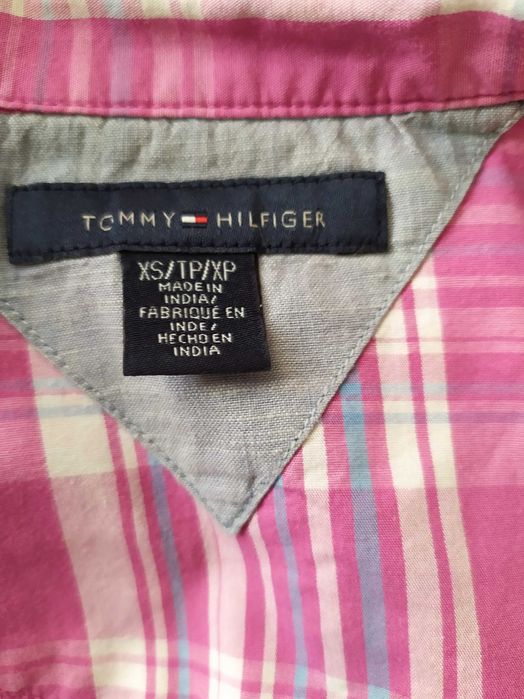 TOMMY HILFIGER
XS/TP/XP
MADE IN
INDIA/
FABRIQUÉ EN
INDE/
HECHO EN
INDIA